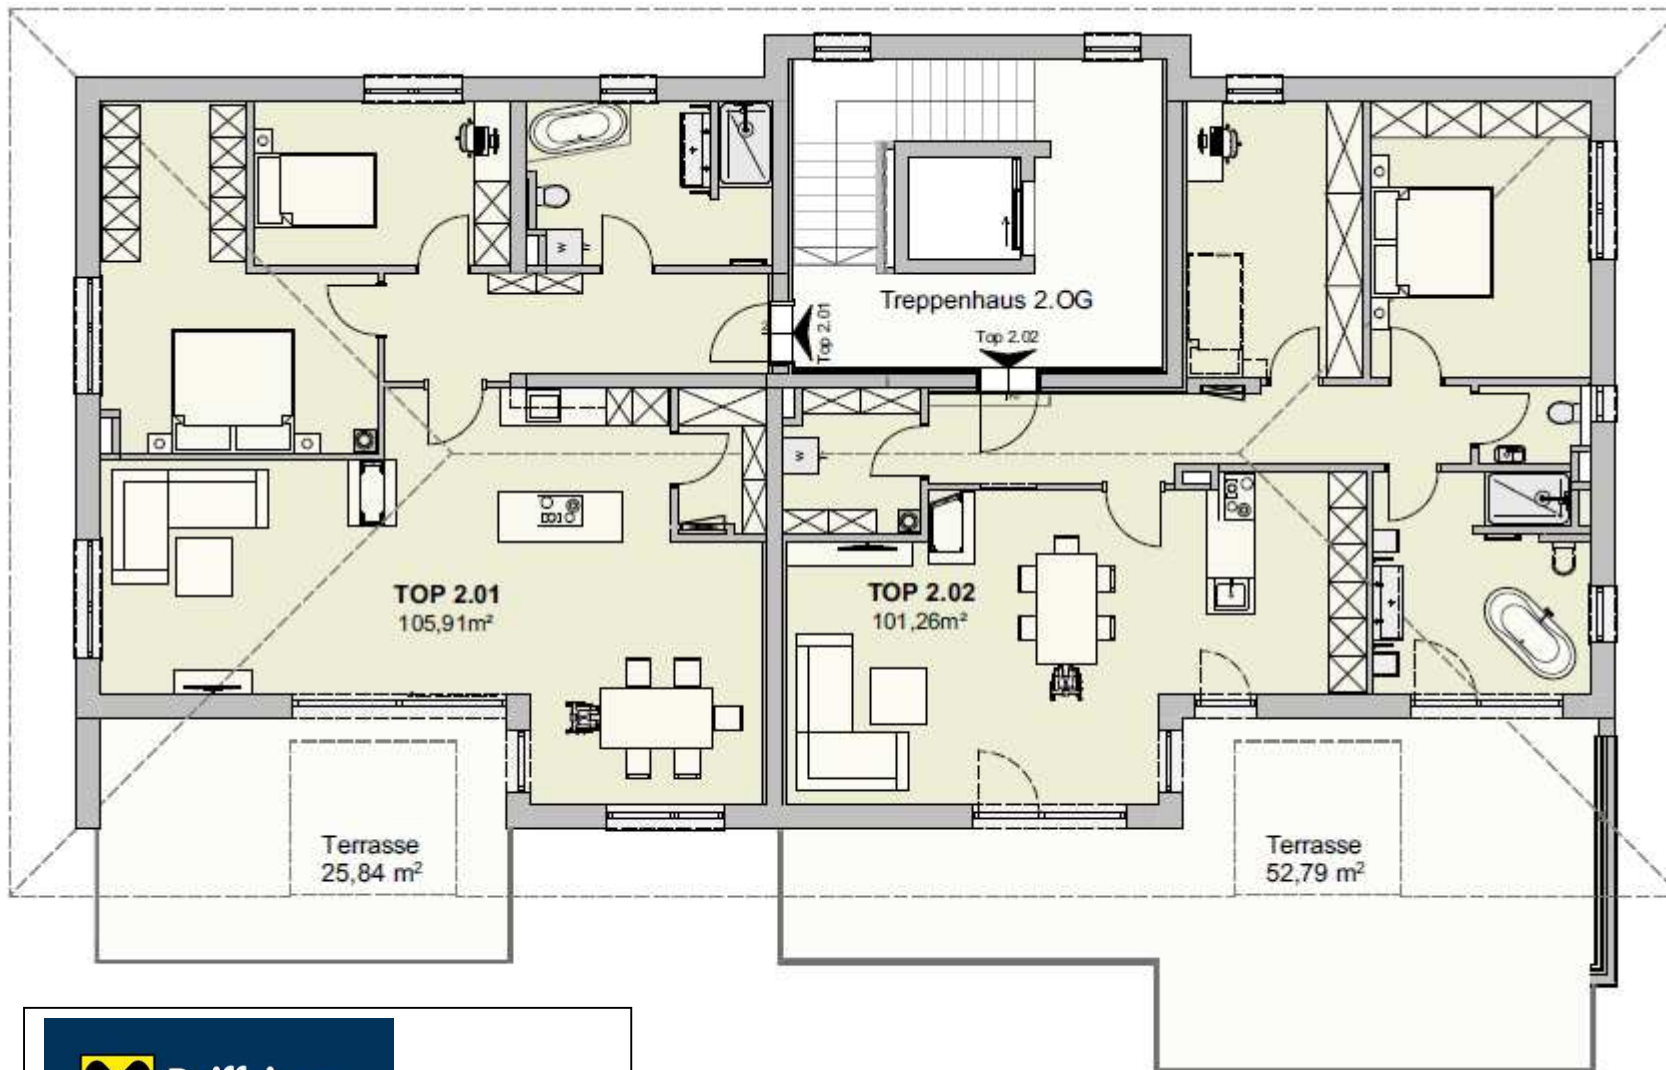 Treppenhaus 2.OG
Top 2.01
Top 2.02
W
W
TOP 2.01
105,91m²
TOP 2.02
101,26m²
Terrasse
25,84 m²
Terrasse
52,79 m²